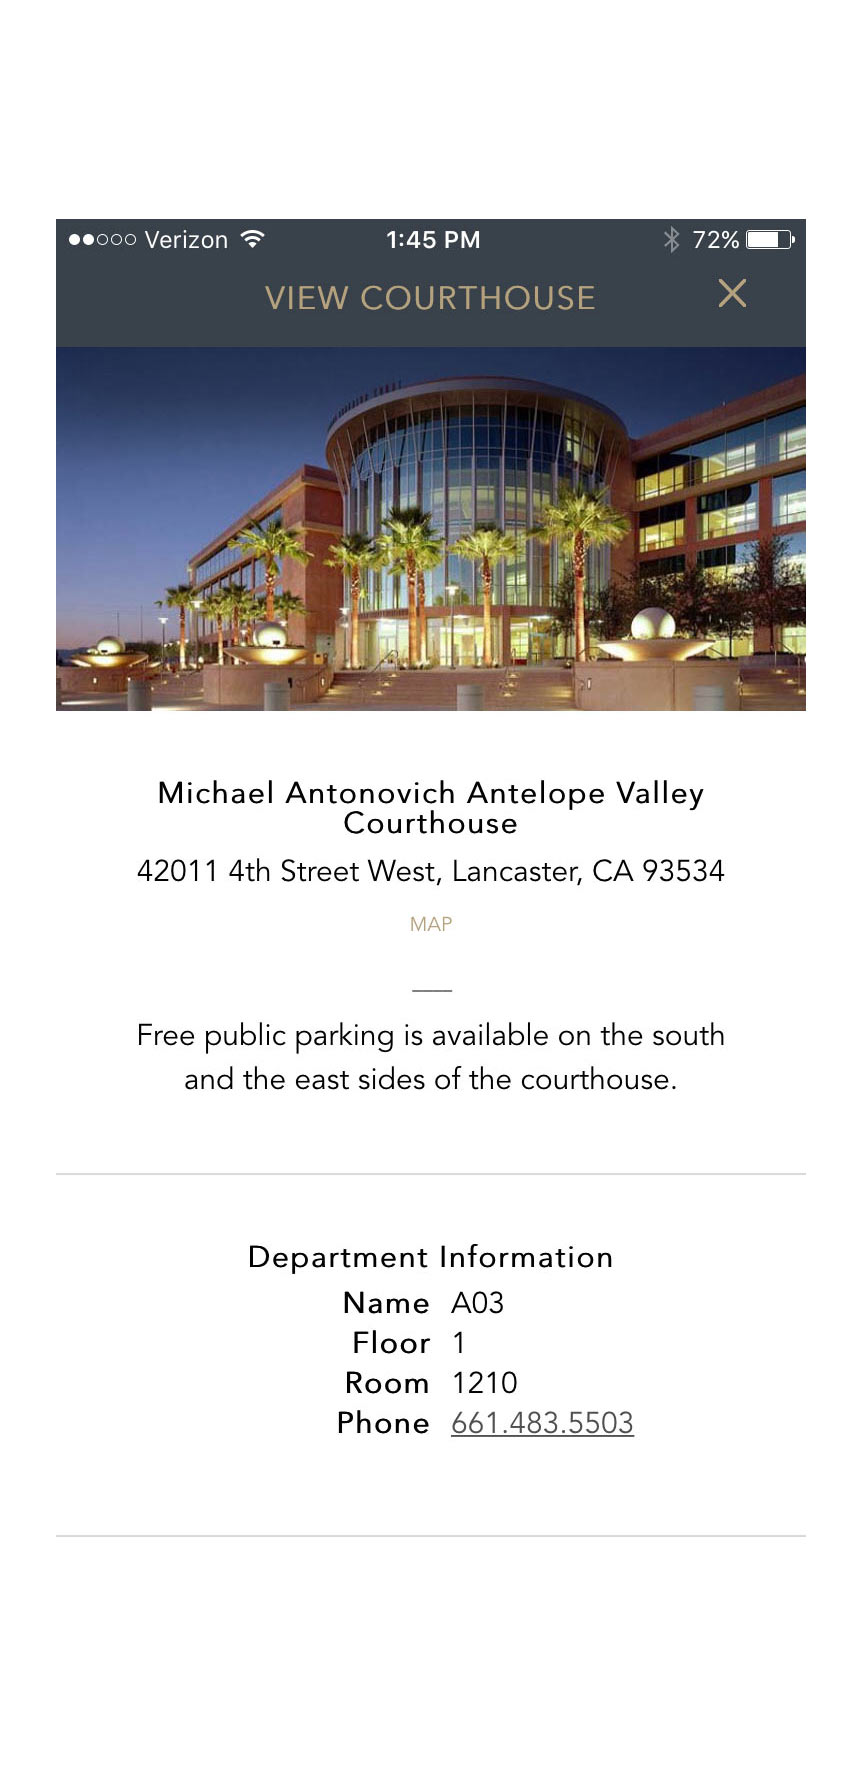 Verizon 1:45 PM 72%
VIEW COURTHOUSE
Michael Antonovich Antelope Valley
Courthouse
42011 4th Street West, Lancaster, CA 93534
MAP
Free public parking is available on the south
and the east sides of the courthouse.
Department Information
Name A03
Floor 1
Room 1210
Phone 661.483.5503